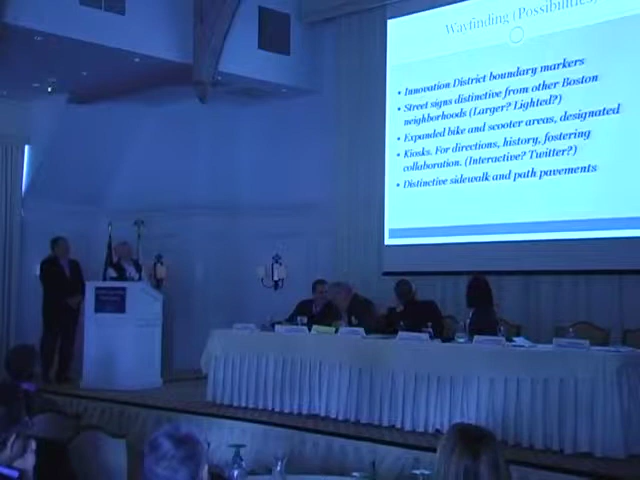 Wayfinding (Possibilities)
• Innovation District boundary markers
• Street signs distinctive from other Boston
neighborhoods (Larger? Lighted?)
• Expanded bike and scooter areas, designated
• Kiosks. For directions, history, fostering
collaboration. (Interactive? Twitter?)
• Distinctive sidewalk and path pavements